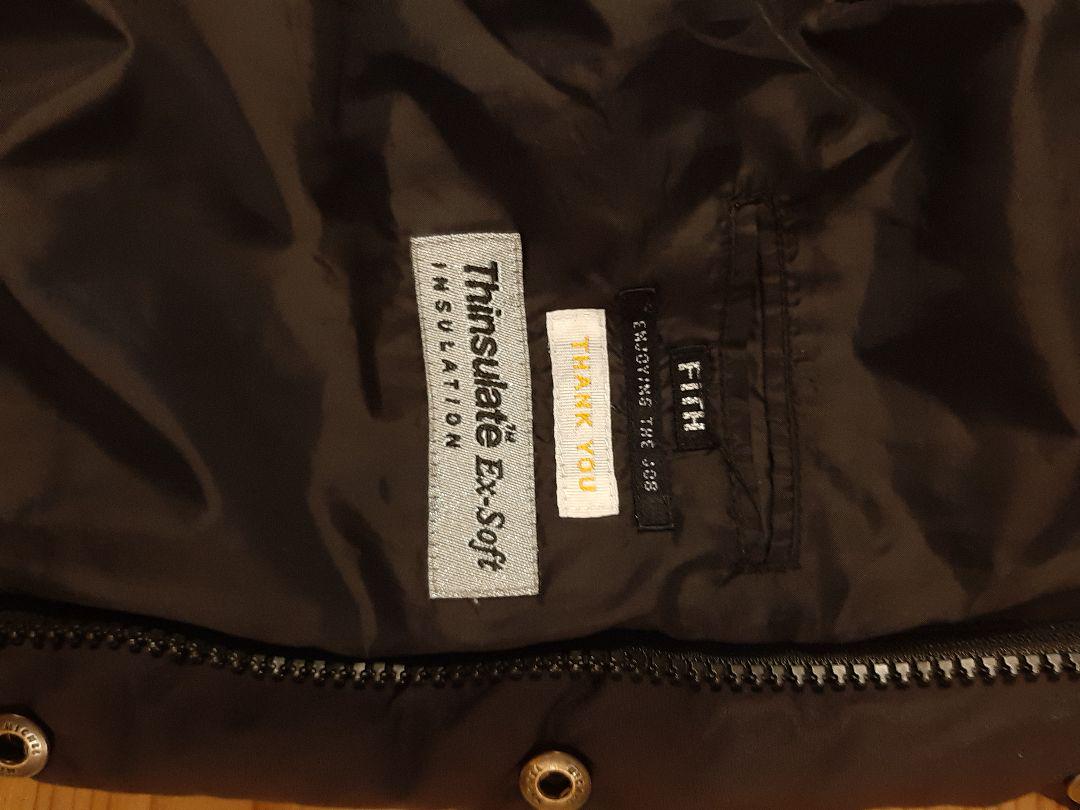 FITH
ENJOYING THE JOB
THANK YOU
Thinsulate™ Ex-Soft
INSULATION